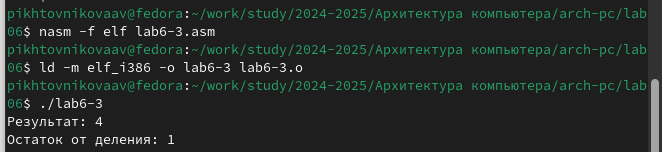 pikhtovnikovaav@fedora:~/work/study/2024-2025/Архитектура компьютера/arch-pc/lab
06$ nasm -f elf lab6-3.asm
pikhtovnikovaav@fedora:~/work/study/2024-2025/Архитектура компьютера/arch-pc/lab
06$ ld -m elf_i386 -o lab6-3 lab6-3.o
pikhtovnikovaav@fedora:~/work/study/2024-2025/Архитектура компьютера/arch-pc/lab
06$ ./lab6-3
Результат: 4
Остаток от деления: 1